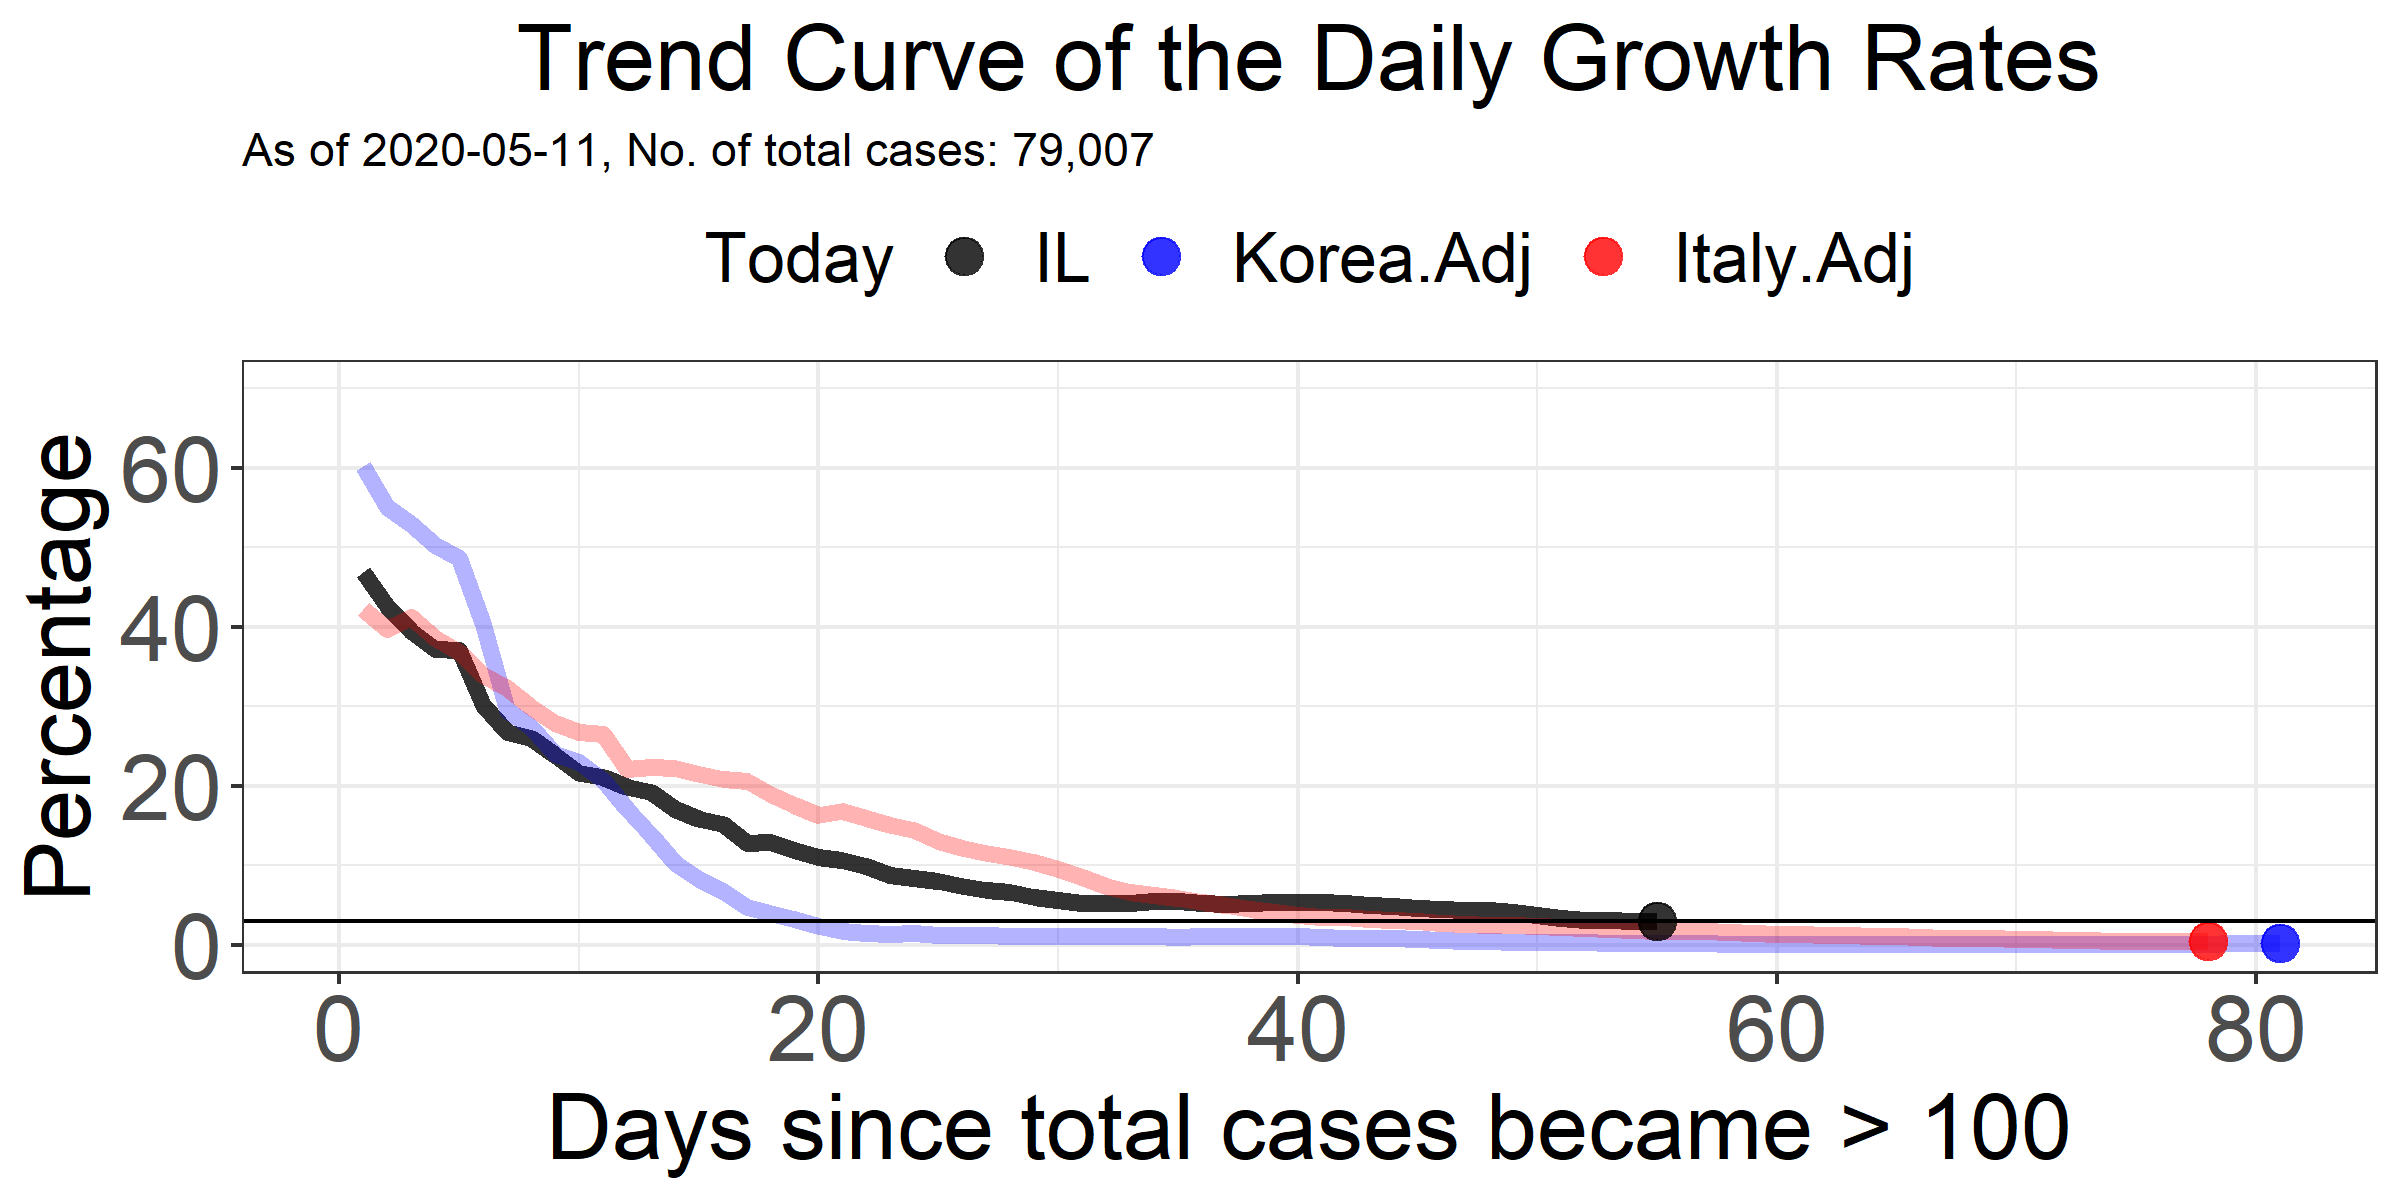 Trend Curve of the Daily Growth Rates
As of 2020-05-11, No. of total cases: 79,007
Today IL Korea.Adj Italy.Adj
Percentage
60
40
20
0
0 20 40 60 80
Days since total cases became > 100